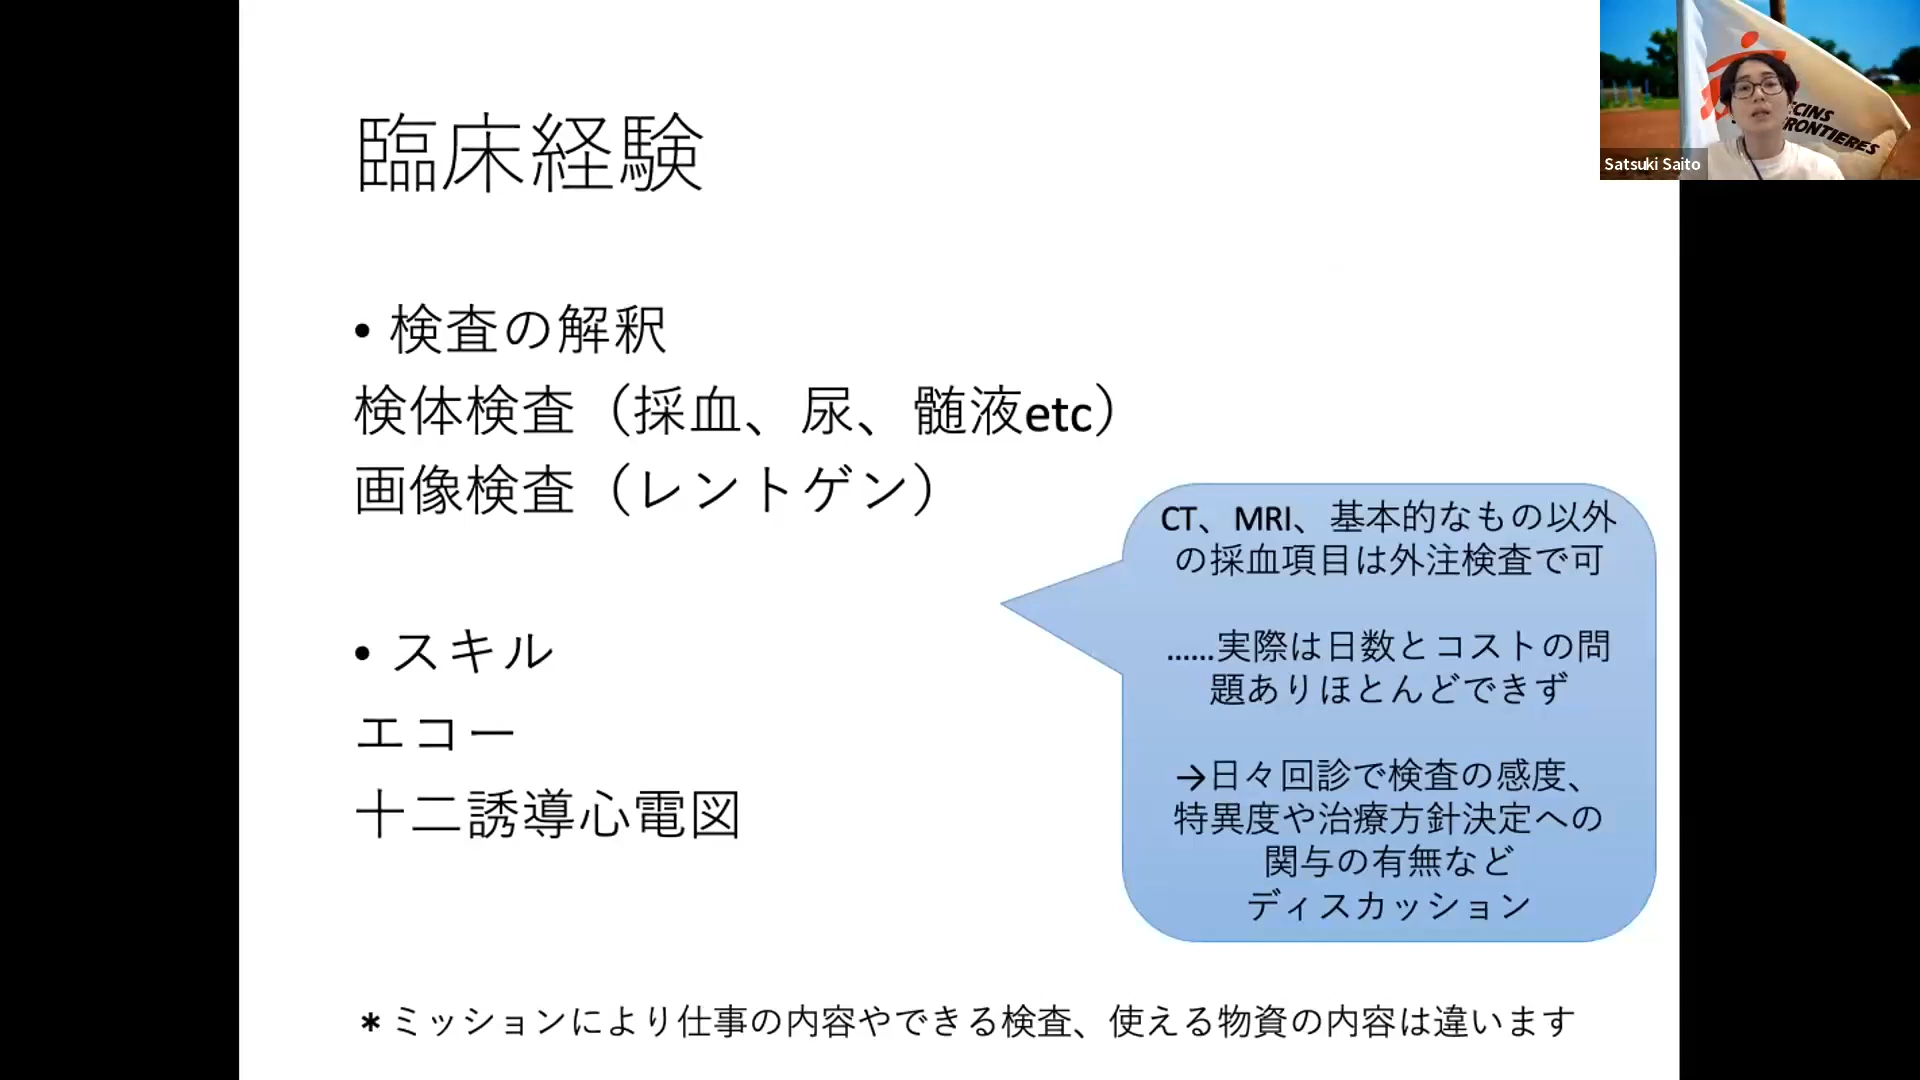 臨床経験
• 検査の解釈
検体検査（採血、尿、髄液etc）
画像検査（レントゲン）
• スキル
エコー
十二誘導心電図
CT、MRI、基本的なもの以外
の採血項目は外注検査で可
……実際は日数とコストの問
題ありほとんどできず
→日々回診で検査の感度、
特異度や治療方針決定への
関与の有無など
ディスカッション
＊ミッションにより仕事の内容やできる検査、使える物資の内容は違います
Satsuki Saito